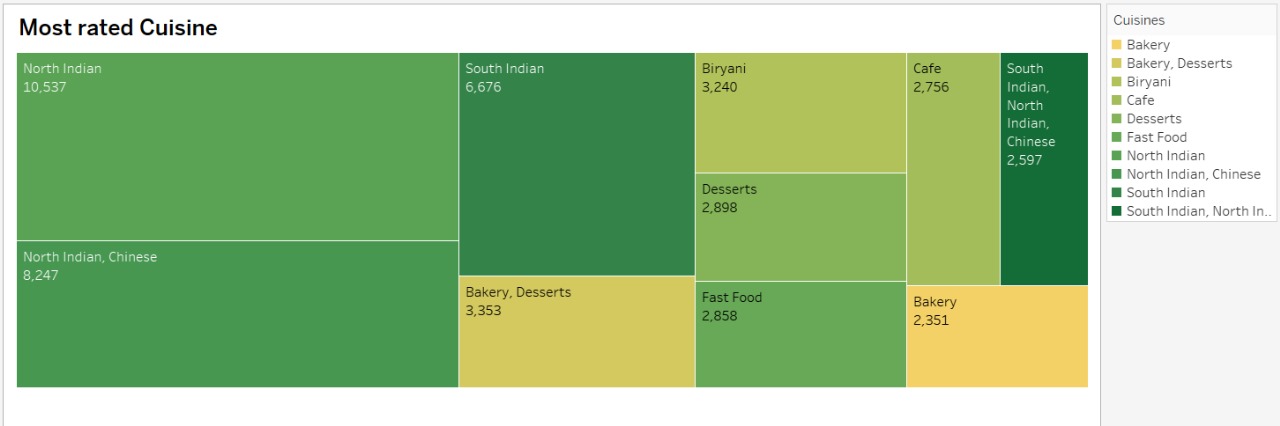 Most rated Cuisine
North Indian
10,537
North Indian, Chinese
8,247
South Indian
6,676
Bakery, Desserts
3,353
Biryani
3,240
Desserts
2,898
Fast Food
2,858
Cafe
2,756
South
Indian,
North
Indian,
Chinese
2,597
Bakery
2,351
Cuisines
Bakery
Bakery, Desserts
Biryani
Cafe
Desserts
Fast Food
North Indian
North Indian, Chinese
South Indian
South Indian, North In..